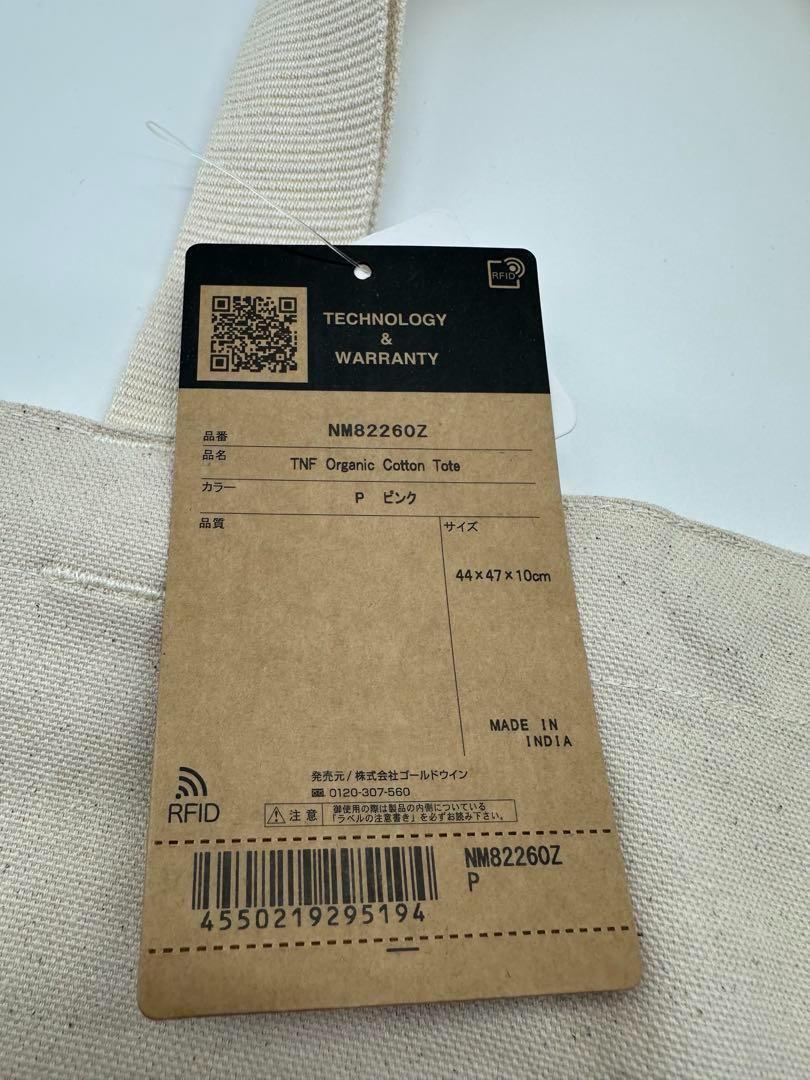 RFID
TECHNOLOGY
&
WARRANTY
品番 NM82260Z
品名 TNF Organic Cotton Tote
カラー P ピンク
品質
サイズ
44×47×10cm
MADE IN
INDIA
発売元/株式会社ゴールドウイン
0120-307-560
RFID
注意
御使用の際は製品の内側についている
「ラベルの注意書き」を必ずお読み下さい。
NM82260Z
P
4550219295194